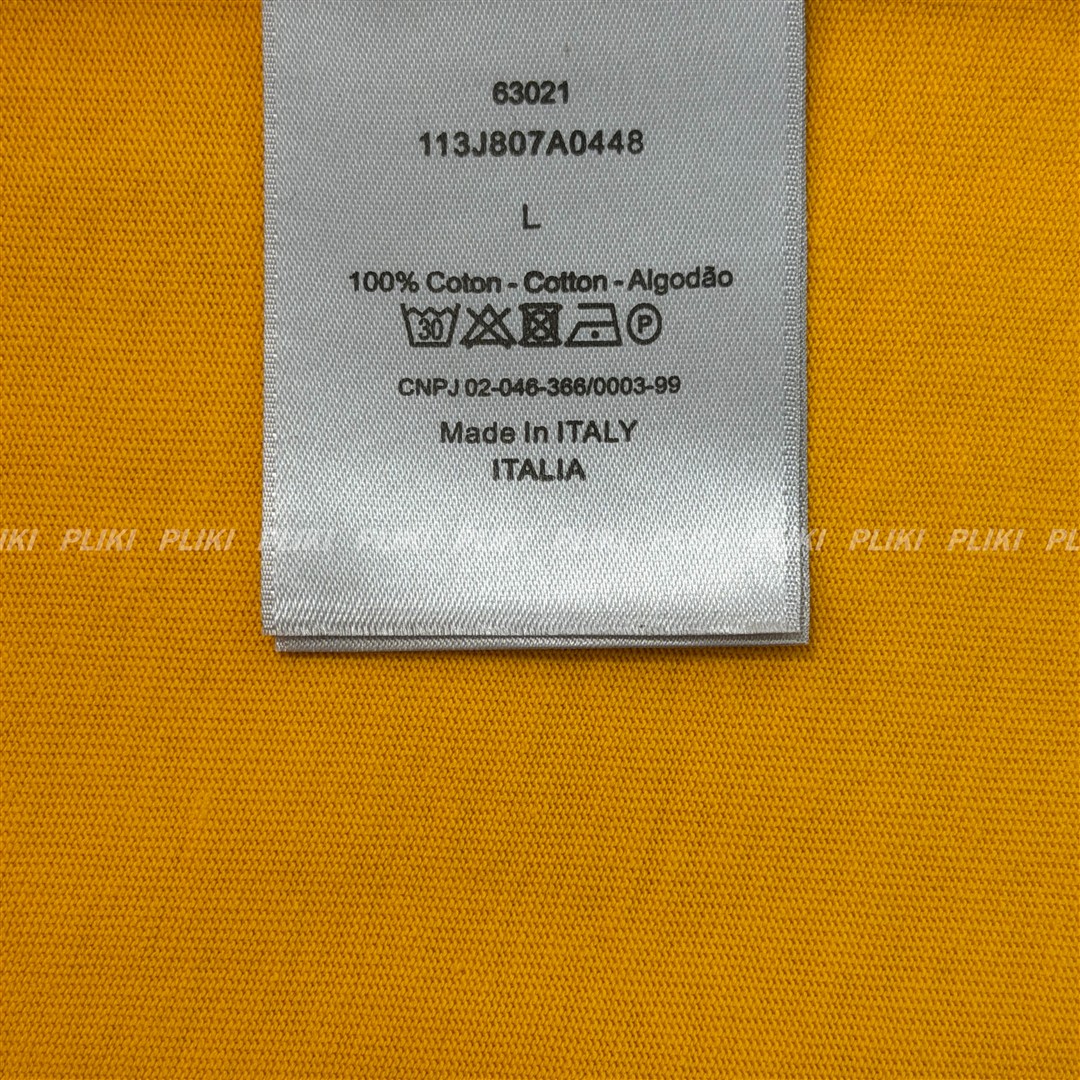 63021
113J807A0448
L
100% Coton - Cotton - Algodão
30 P
CNPJ 02-046-366/0003-99
Made In ITALY
ITALIA
PLIKI PLIKI PLIKI PLIKI PLIKI